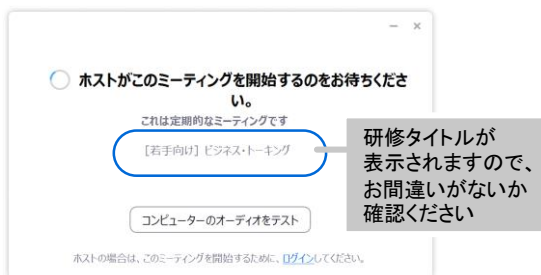 ホストがこのミーティングを開始するのをお待ちくださ
い。
これは定期的なミーティングです
[若手向け] ビジネス・トーキング
研修タイトルが
表示されますので、
お間違いがないか
確認ください
コンピューターのオーディオをテスト
ホストの場合は、このミーティングを開始するために、ログインしてください。